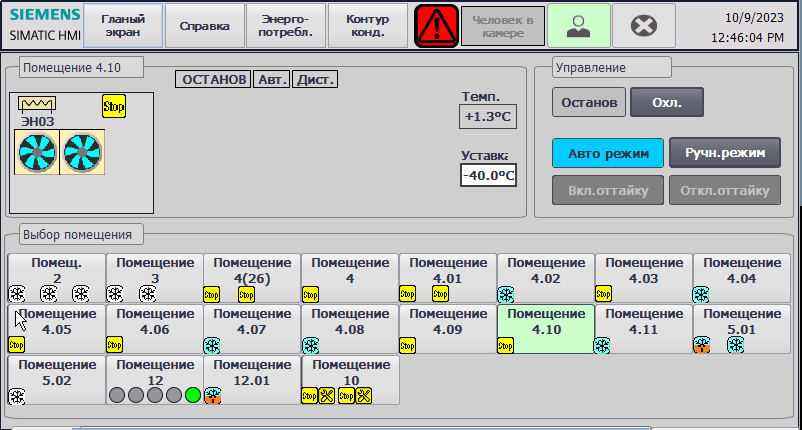 SIEMENS
SIMATIC HMI
Гланый
экран
Справка
Энерго-
потребл.
Контур
конд.
Человек в
камере
10/9/2023
12:46:04 PM
Помещение 4.10
ОСТАНОВ
Авт.
Дист.
Stop
ЭН03
Темп.
+1.3ºC
Уставка
-40.0ºC
Управление
Останов
Охл.
Авто режим
Ручн.режим
Вкл.оттайку
Откл.оттайку
Выбор помещения
Помещ.
2
Помещение
3
Помещение
4(26)
Stop
Stop
Помещение
4
Stop
Помещение
4.01
Stop
Stop
Помещение
4.02
Помещение
4.03
Stop
Помещение
4.04
Помещение
4.05
Stop
Помещение
4.06
Stop
Помещение
4.07
Помещение
4.08
Помещение
4.09
Stop
Помещение
4.10
Stop
Помещение
4.11
Помещение
5.01
Помещение
5.02
Помещение
12
Помещение
12.01
Помещение
10
Stop
Stop